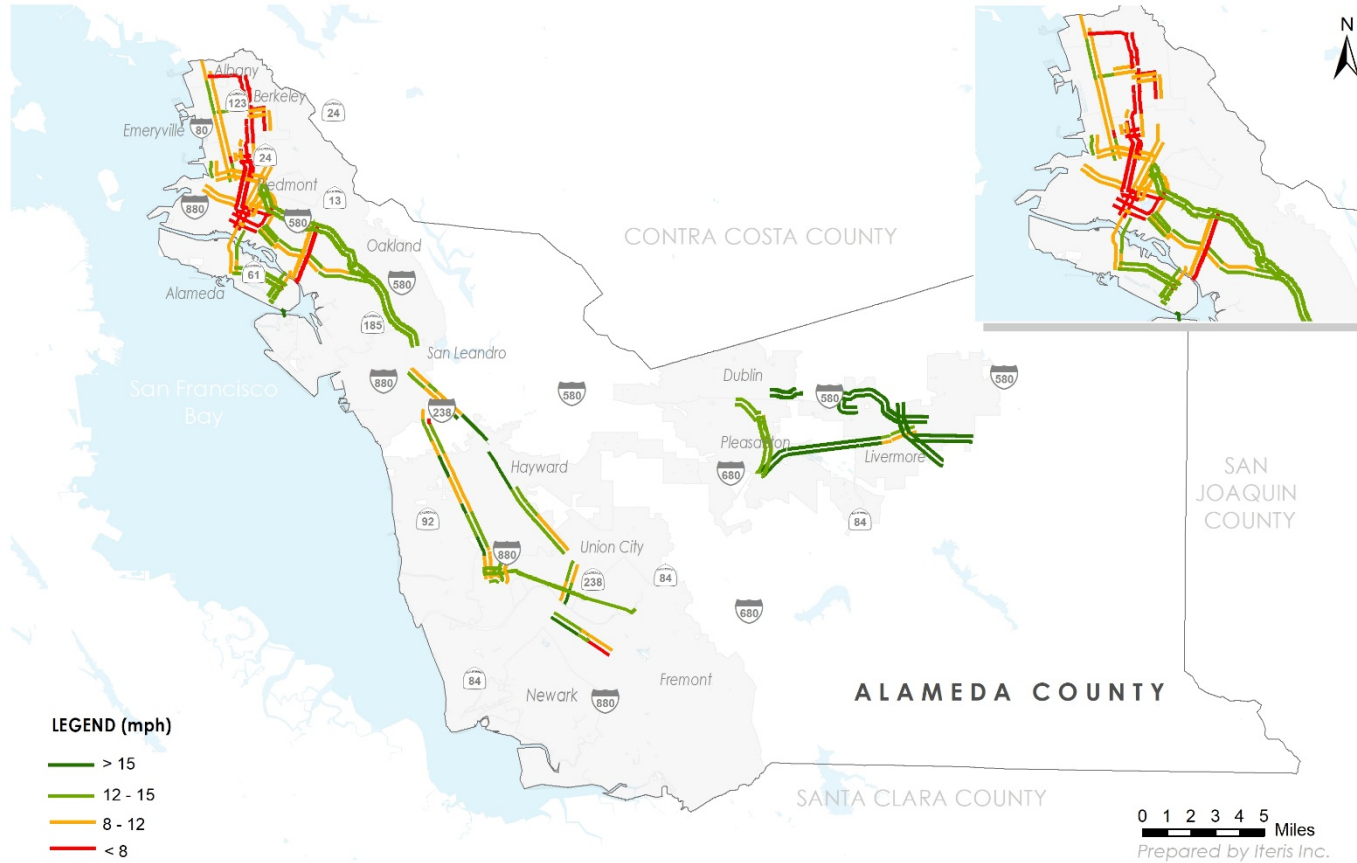 N
Albany
123
Berkeley
24
Emeryville
80
24
Piedmont
13
880
580
CONTRA COSTA COUNTY
Oakland
61
580
Alameda
185
San Leandro
880
Dublin
580
San Francisco
Bay
580
580
238
Pleasanton
Livermore
Hayward
680
SAN
JOAQUIN
COUNTY
92
84
Union City
880
238
84
680
84
Newark
880
Fremont
ALAMEDA COUNTY
LEGEND (mph)
> 15
12 - 15
8 - 12
< 8
SANTA CLARA COUNTY
0 1 2 3 4 5
Miles
Prepared by Iteris Inc.